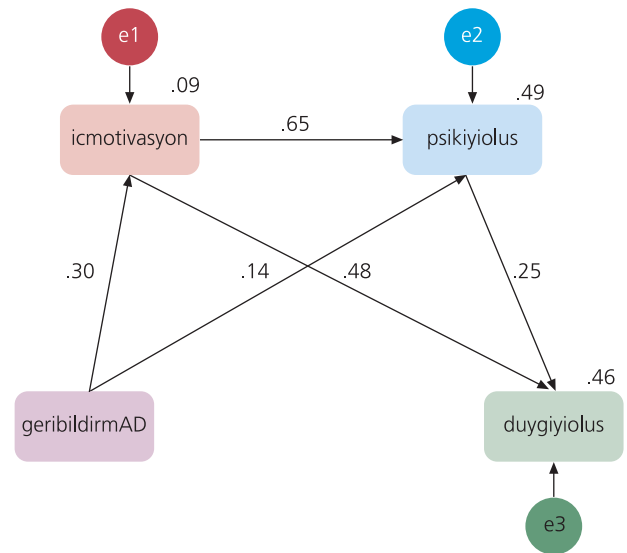 e1
e2
.09
.49
icmotivasyon
.65
psikiyiolus
.30
.14
.48
.25
.46
geribildirmAD
duygiyiolus
e3